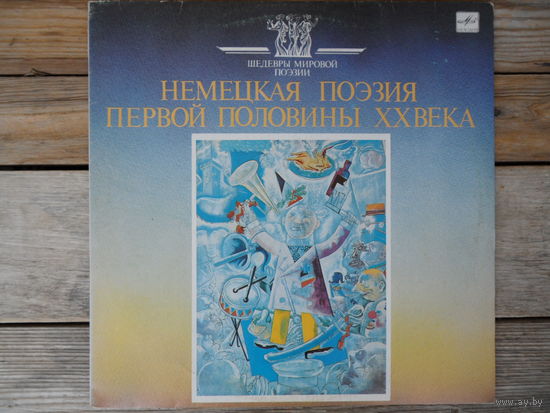 ШЕДЕВРЫ МИРОВОЙ
ПОЭЗИИ
НЕМЕЦКАЯ ПОЭЗИЯ
ПЕРВОЙ ПОЛОВИНЫ XX ВЕКА
www.ay.by